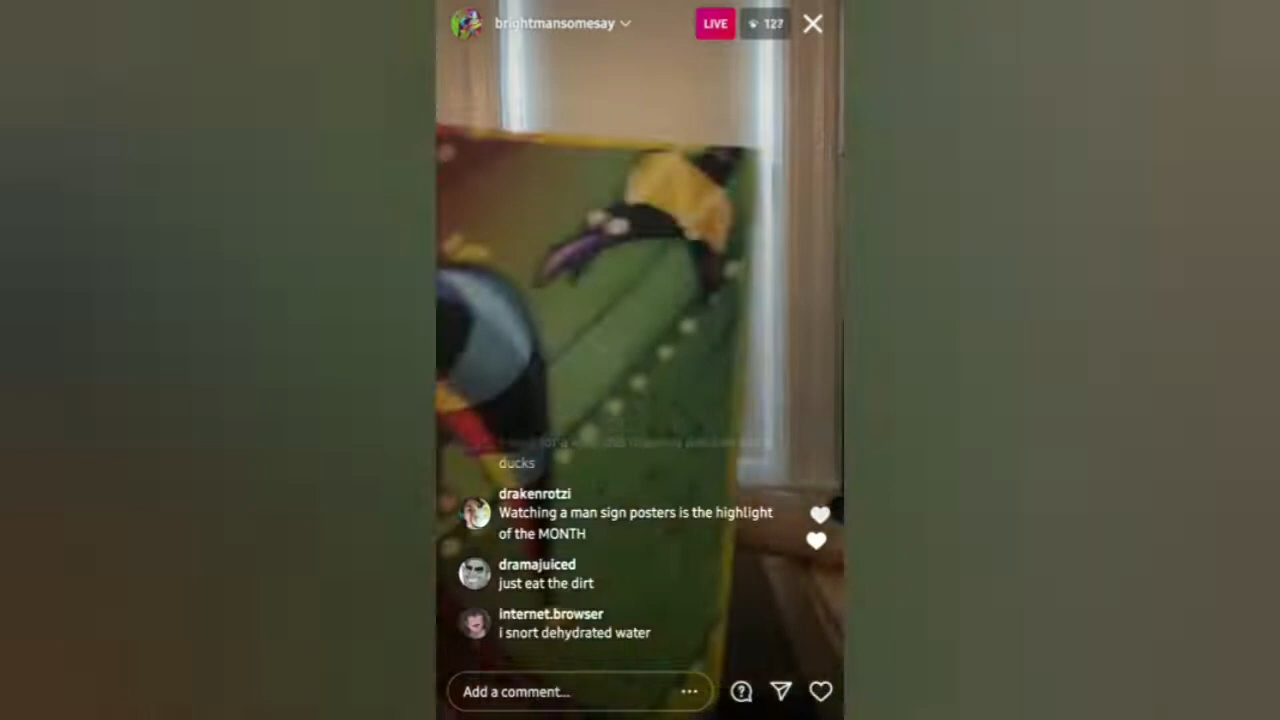 brightmansomesay
LIVE
127
ducks
drakenrotzi
Watching a man sign posters is the highlight
of the MONTH
dramajuiced
just eat the dirt
internet.browser
i snort dehydrated water
Add a comment...